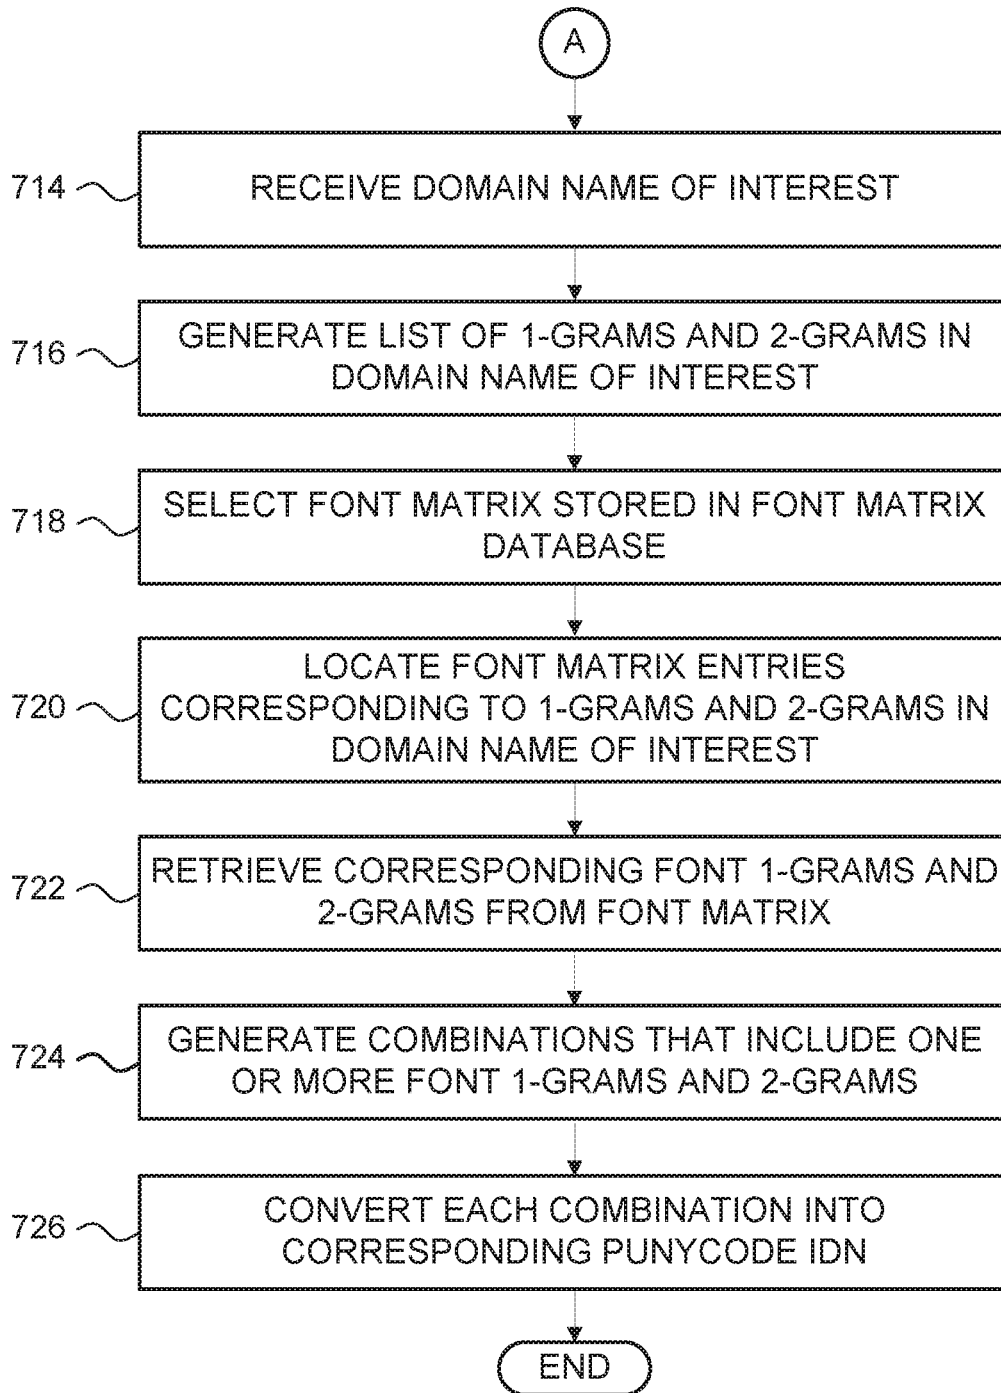 A
714
RECEIVE DOMAIN NAME OF INTEREST
716
GENERATE LIST OF 1-GRAMS AND 2-GRAMS IN
DOMAIN NAME OF INTEREST
718
SELECT FONT MATRIX STORED IN FONT MATRIX
DATABASE
720
LOCATE FONT MATRIX ENTRIES
CORRESPONDING TO 1-GRAMS AND 2-GRAMS IN
DOMAIN NAME OF INTEREST
722
RETRIEVE CORRESPONDING FONT 1-GRAMS AND
2-GRAMS FROM FONT MATRIX
724
GENERATE COMBINATIONS THAT INCLUDE ONE
OR MORE FONT 1-GRAMS AND 2-GRAMS
726
CONVERT EACH COMBINATION INTO
CORRESPONDING PUNYCODE IDN
END